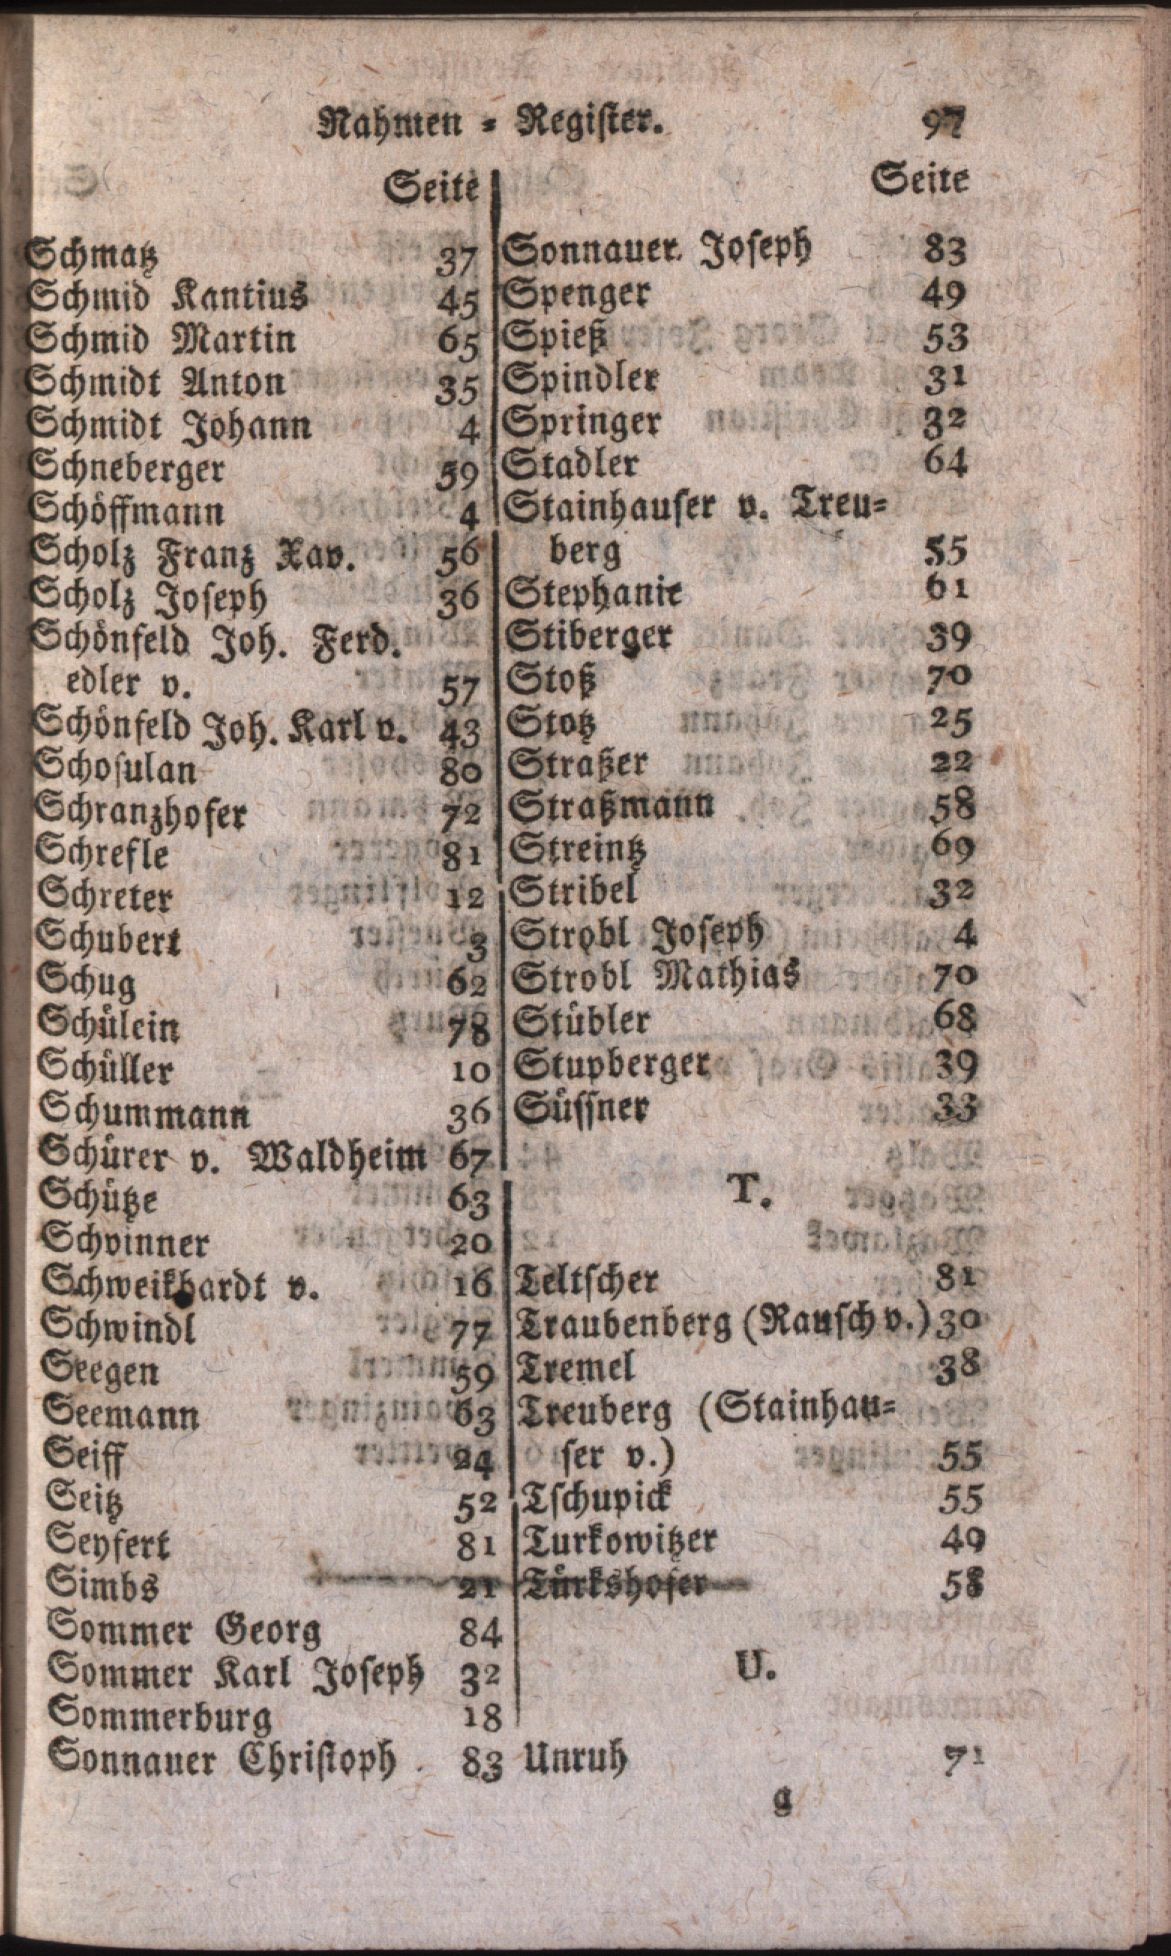 Nahmen - Register. 97
Seite
Schmatz 37
Schmid Kantius 45
Schmid Martin 65
Schmidt Anton 35
Schmidt Johann 4
Schneberger 59
Schöffmann 4
Scholz Franz Xav. 56
Scholz Joseph 36
Schönfeld Joh. Ferd.
edler v. 57
Schönfeld Joh. Karl v. 43
Schosulan 80
Schranzhofer 72
Schrefle 81
Schreter 12
Schubert 3
Schug 62
Schülein 78
Schüller 10
Schummann 36
Schürer v. Waldheim 67
Schütze 63
Schvinner 20
Schweikhardt v. 16
Schwindl 77
Seegen 59
Seemann 63
Seiff 24
Seitz 52
Seyfert 81
Simbs 21
Sommer Georg 84
Sommer Karl Joseph 32
Sommerburg 18
Sonnauer Christoph 83
Seite
Sonnauer Joseph 83
Spenger 49
Spieß 53
Spindler 31
Springer 32
Stadler 64
Stainhauser v. Treu-
berg 55
Stephanie 61
Stiberger 39
Stoß 70
Stotz 25
Straßer 22
Straßmann 58
Streintz 69
Stribel 32
Strobl Joseph 4
Strobl Mathias 70
Stübler 68
Stupberger 39
Süssner 33
T.
Teltscher 81
Traubenberg (Rausch v.) 30
Tremel 38
Treuberg (Stainhau-
ser v.) 55
Tschupick 55
Turkowitzer 49
Türkshofer 58
U.
Unruh 71
g